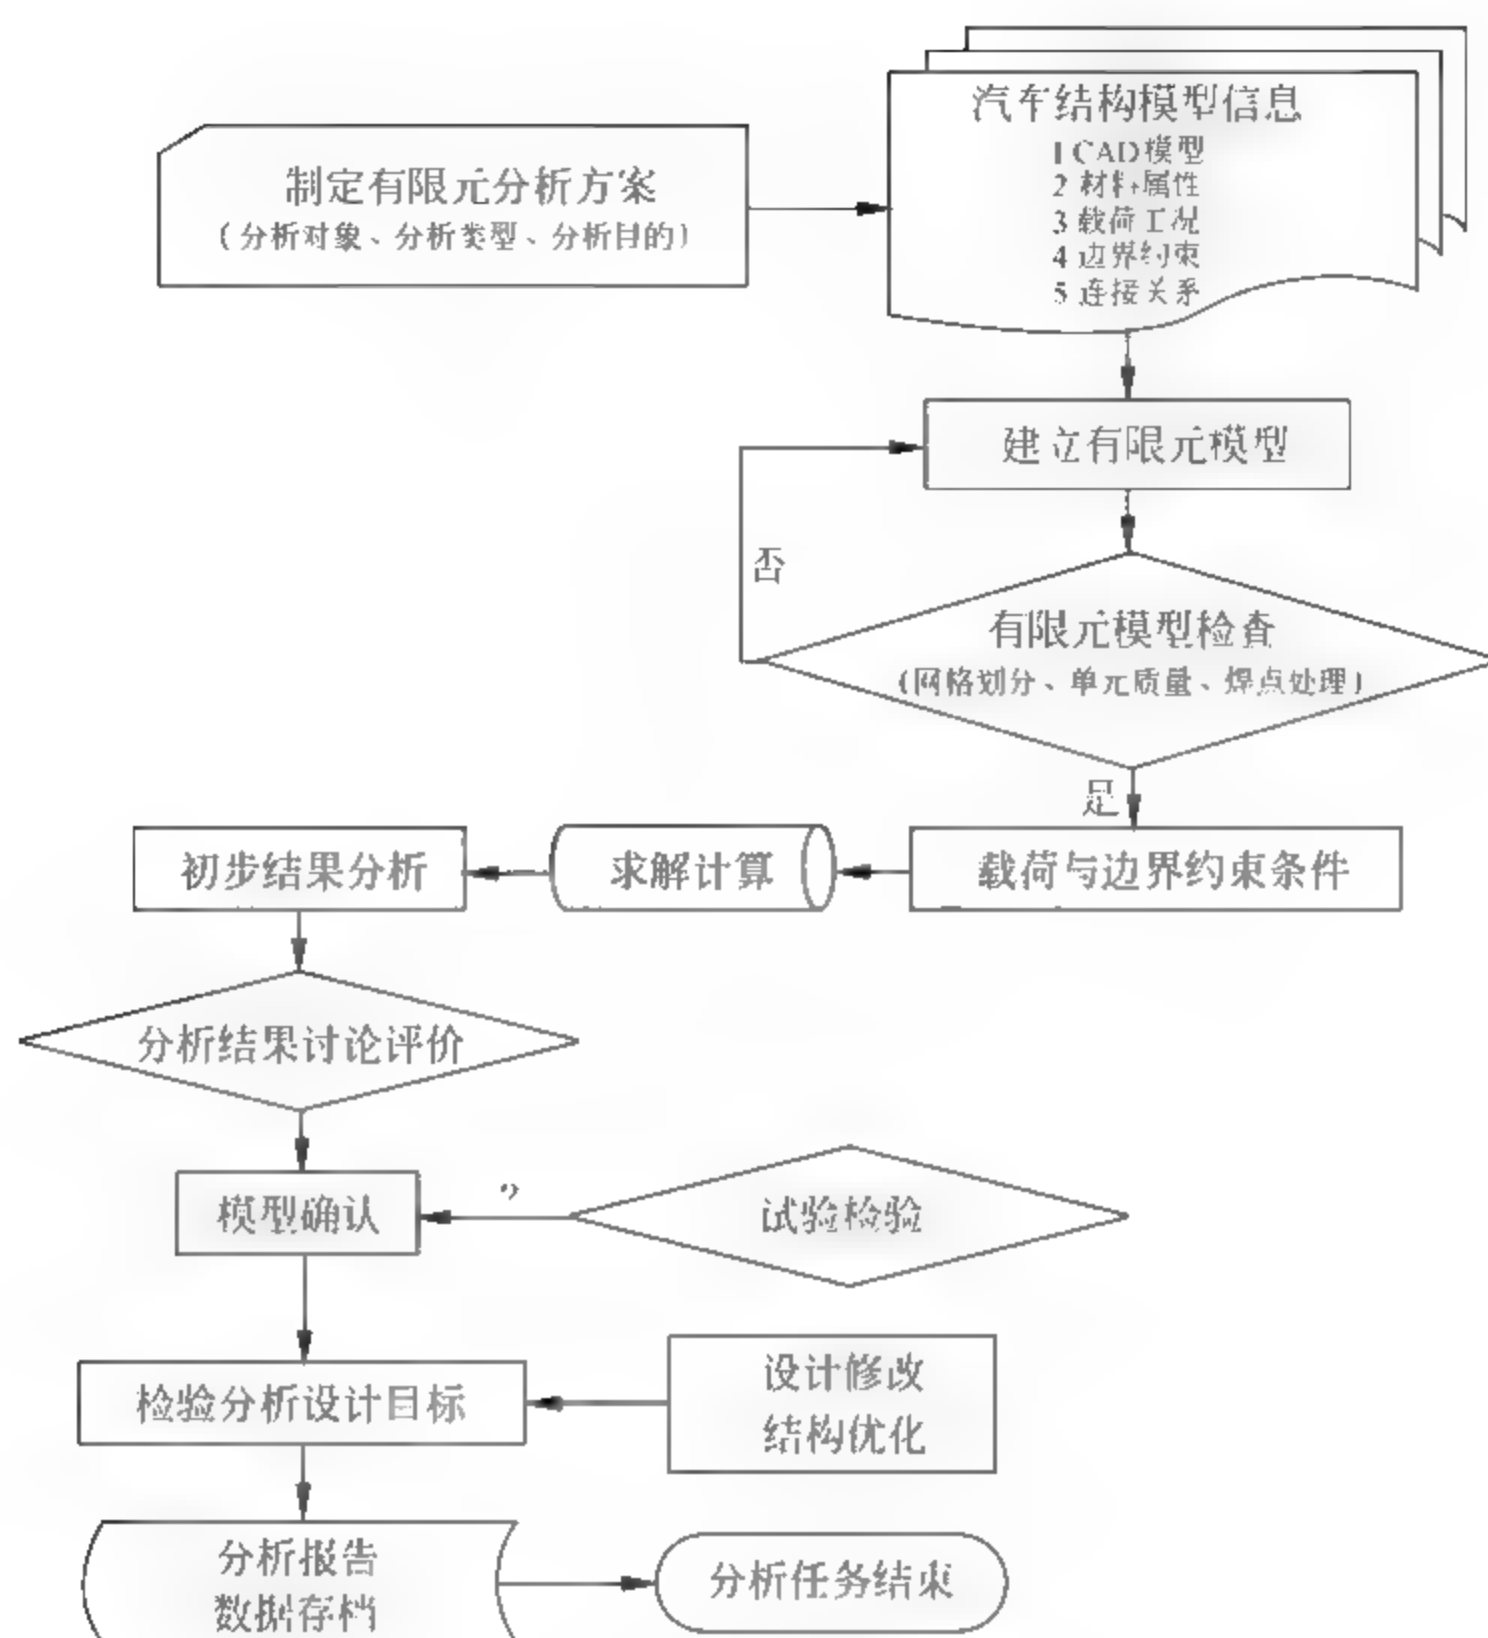 制定有限元分析方案
(分析对象、分析类型、分析目的)
汽车结构模型信息
1 CAD模型
2 材料属性
3 载荷工况
4 边界约束
5 连接关系
建立有限元模型
否
有限元模型检查
(网格划分、单元质量、焊点处理)
是
载荷与边界约束条件
求解计算
初步结果分析
分析结果讨论评价
模型确认
?
试验检验
检验分析设计目标
设计修改
结构优化
分析报告
数据存档
分析任务结束